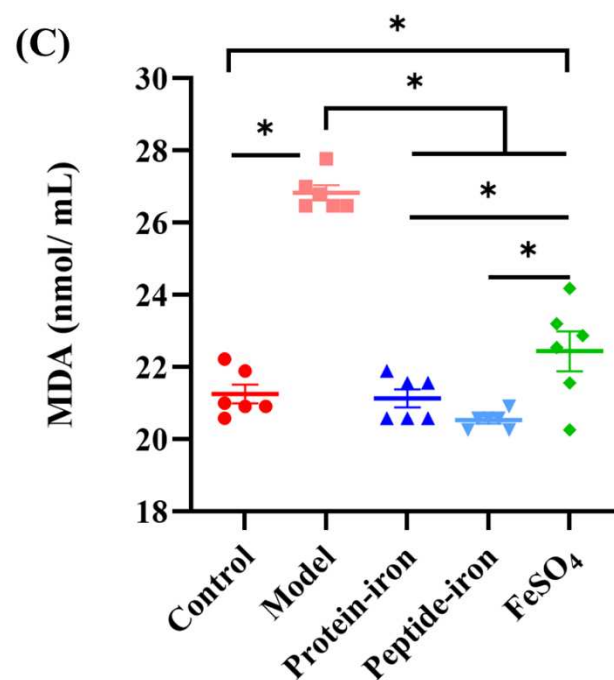 (C)
*
*
*
*
*
MDA (nmol/ mL)
30
28
26
24
22
20
18
Control
Model
Protein-iron
Peptide-iron
FeSO₄